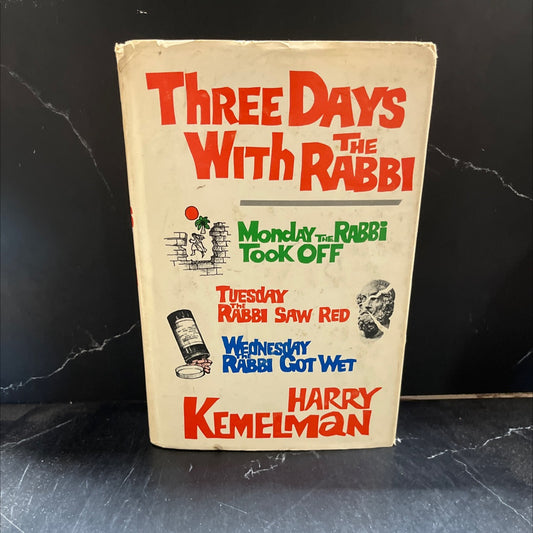 THREE DAYS
WITH THE RABBI
MONDAY THE RABBI
TOOK OFF
TUESDAY
THE RABBI SAW RED
WEDNESDAY
THE RABBI GOT WET
HARRY
KEMELMAN